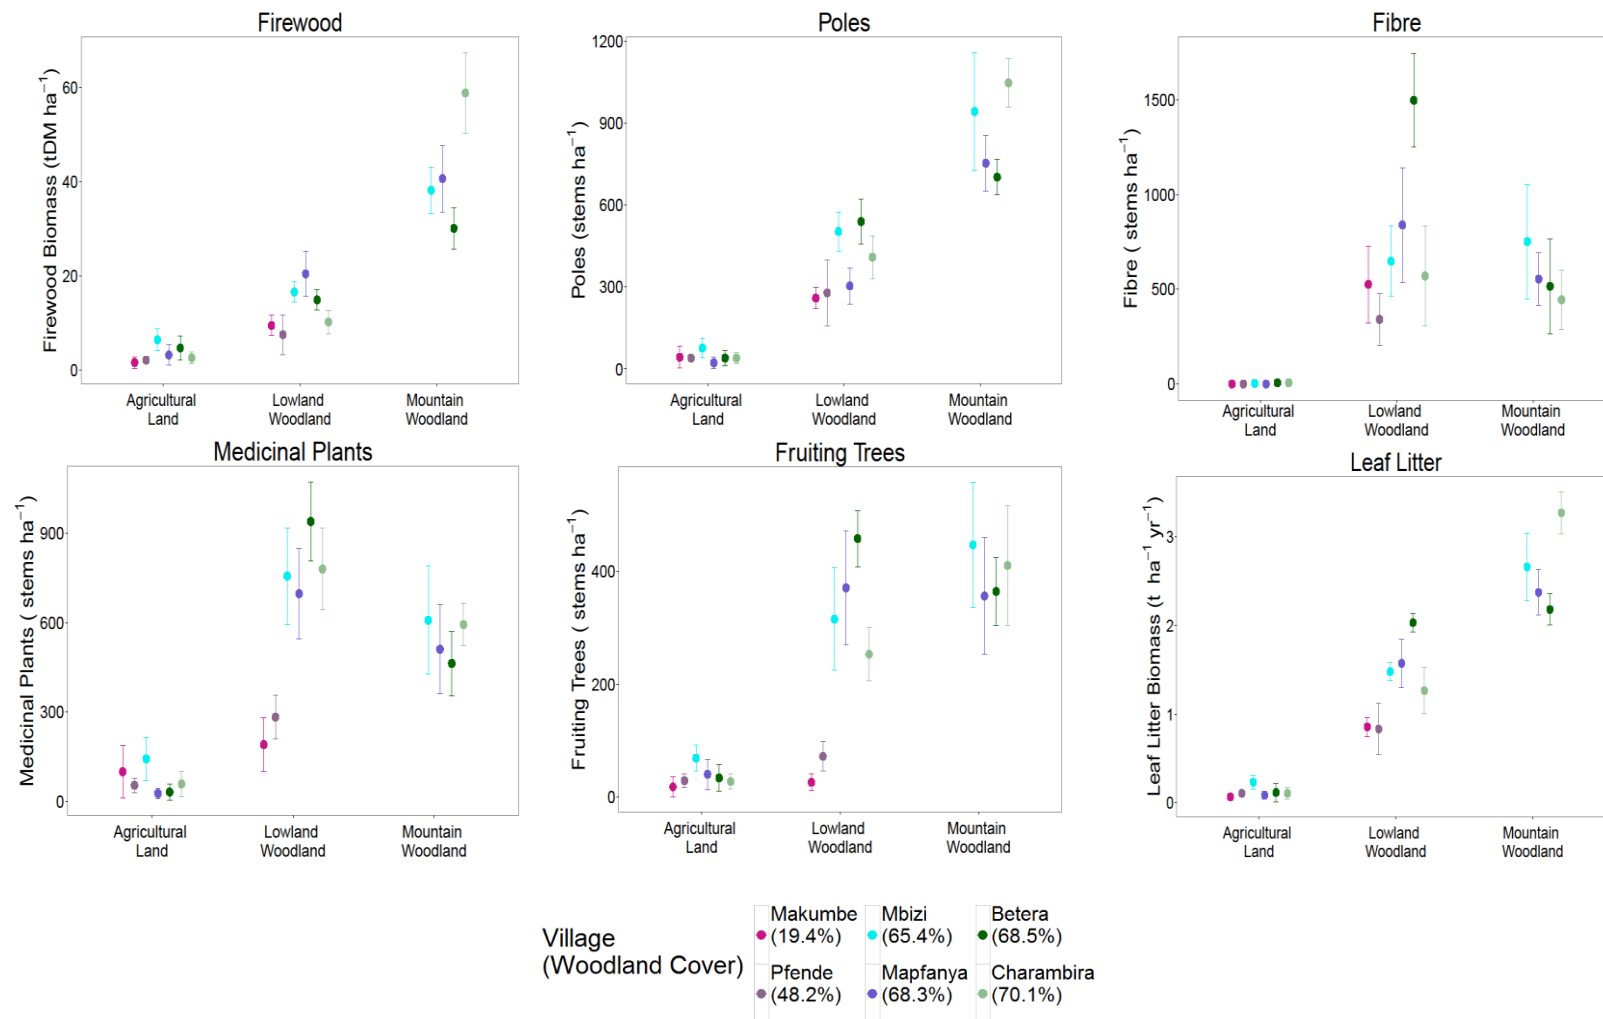 Firewood
Firewood Biomass (tDM ha⁻¹)
60
40
20
0
Agricultural Land
Lowland Woodland
Mountain Woodland
Poles
Poles (stems ha⁻¹)
1200
900
600
300
0
Agricultural Land
Lowland Woodland
Mountain Woodland
Fibre
Fibre ( stems ha⁻¹)
1500
1000
500
0
Agricultural Land
Lowland Woodland
Mountain Woodland
Medicinal Plants
Medicinal Plants ( stems ha⁻¹)
900
600
300
0
Agricultural Land
Lowland Woodland
Mountain Woodland
Fruiting Trees
Fruiting Trees ( stems ha⁻¹)
400
200
0
Agricultural Land
Lowland Woodland
Mountain Woodland
Leaf Litter
Leaf Litter Biomass (t ha⁻¹ yr⁻¹)
3
2
1
0
Agricultural Land
Lowland Woodland
Mountain Woodland
Village
(Woodland Cover)
Makumbe
(19.4%)
Pfende
(48.2%)
Mbizi
(65.4%)
Mapfanya
(68.3%)
Betera
(68.5%)
Charambira
(70.1%)